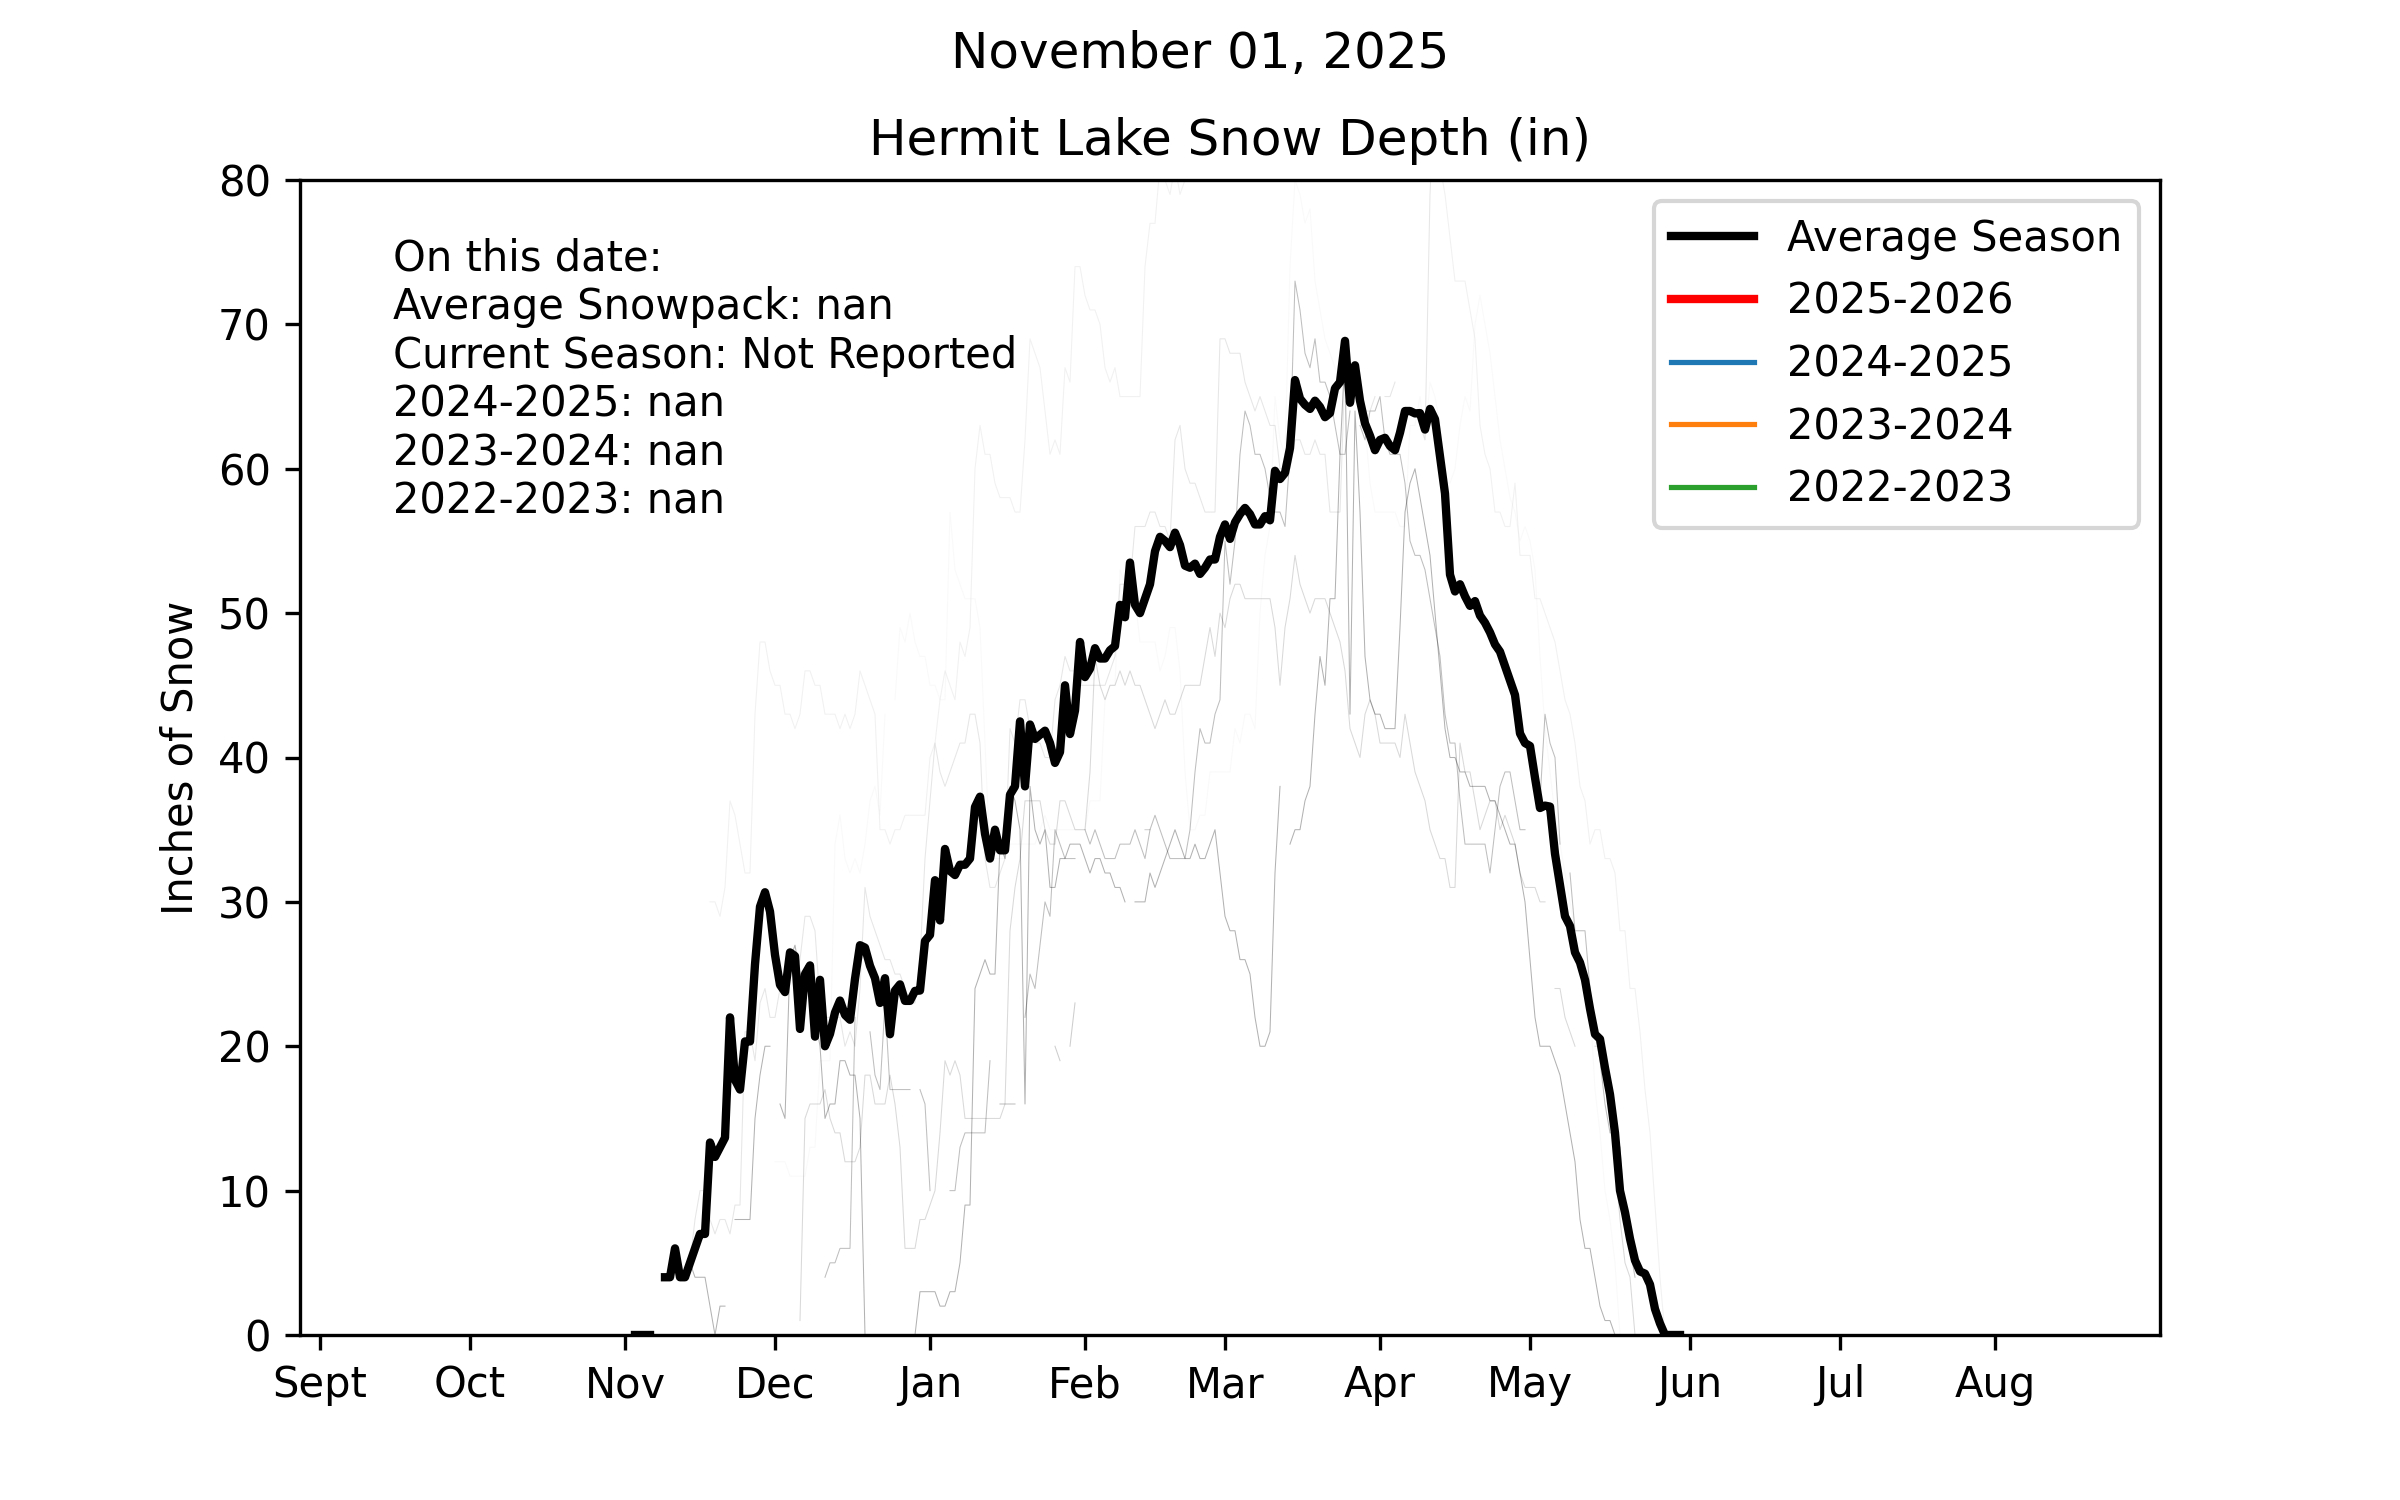 November 01, 2025
Hermit Lake Snow Depth (in)
80
70
60
50
40
30
20
10
0
Inches of Snow
On this date:
Average Snowpack: nan
Current Season: Not Reported
2024-2025: nan
2023-2024: nan
2022-2023: nan
Average Season
2025-2026
2024-2025
2023-2024
2022-2023
Sept Oct Nov Dec Jan Feb Mar Apr May Jun Jul Aug